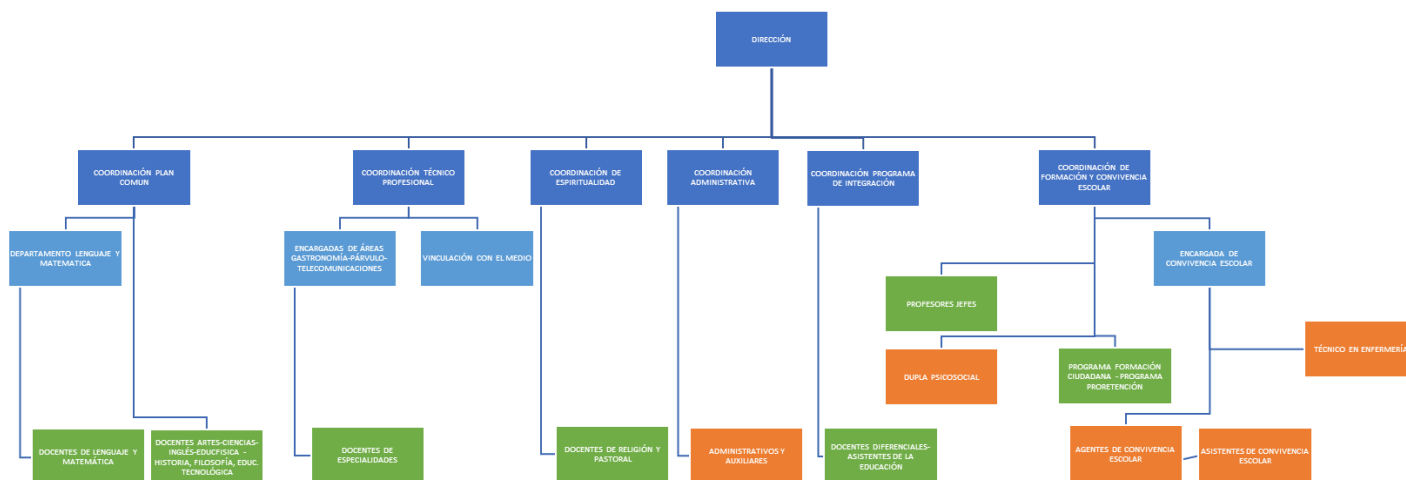 DIRECCIÓN
COORDINACIÓN PLAN
COMUN
COORDINACIÓN TÉCNICO
PROFESIONAL
COORDINACIÓN DE
ESPIRITUALIDAD
COORDINACIÓN
ADMINISTRATIVA
COORDINACIÓN PROGRAMA
DE INTEGRACIÓN
COORDINACIÓN DE
FORMACIÓN Y CONVIVENCIA
ESCOLAR
DEPARTAMENTO LENGUAJE Y
MATEMATICA
ENCARGADAS DE ÁREAS
GASTRONOMÍA-PÁRVULO-
TELECOMUNICACIONES
VINCULACIÓN CON EL MEDIO
ENCARGADA DE
CONVIVENCIA ESCOLAR
PROFESORES JEFES
TÉCNICO EN ENFERMERÍA
DUPLA PSICOSOCIAL
PROGRAMA FORMACIÓN
CIUDADANA - PROGRAMA
PRORETENCIÓN
DOCENTES DE LENGUAJE Y
MATEMÁTICA
DOCENTES ARTES-CIENCIAS-
INGLÉS-EDUCFISICA -
HISTORIA, FILOSOFÍA, EDUC.
TECNOLÓGICA
DOCENTES DE
ESPECIALIDADES
DOCENTES DE RELIGIÓN Y
PASTORAL
ADMINISTRATIVOS Y
AUXILIARES
DOCENTES DIFERENCIALES-
ASISTENTES DE LA
EDUCACIÓN
AGENTES DE CONVIVENCIA
ESCOLAR
ASISTENTES DE CONVIVENCIA
ESCOLAR